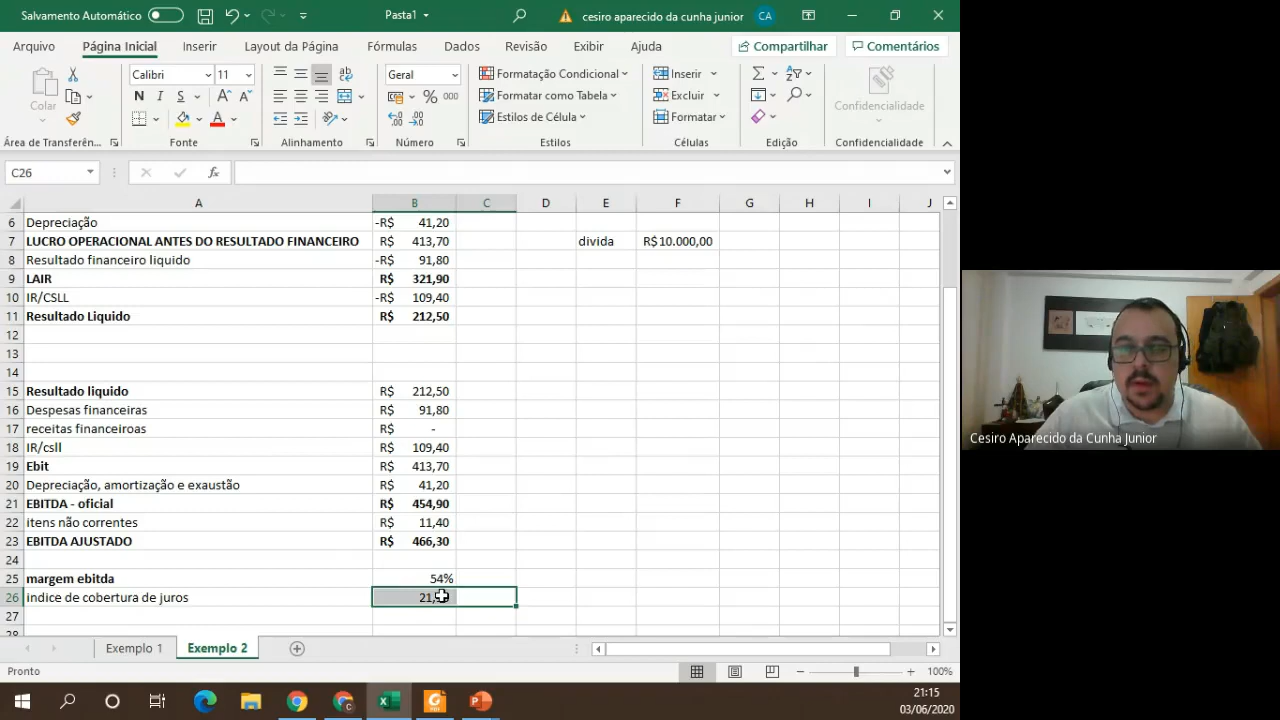 Salvamento Automático
Pasta1
cesiro aparecido da cunha junior
CA
Arquivo
Página Inicial
Inserir
Layout da Página
Fórmulas
Dados
Revisão
Exibir
Ajuda
Compartilhar
Comentários
Colar
Calibri
11
N I S
Geral
% 000
Formatação Condicional
Formatar como Tabela
Estilos de Célula
Inserir
Excluir
Formatar
Confidencialidade
Área de Transferên...
Fonte
Alinhamento
Número
Estilos
Células
Edição
Confidencialidade
C26
fx
A B C D E F G H I J
6 Depreciação -R$ 41,20
7 LUCRO OPERACIONAL ANTES DO RESULTADO FINANCEIRO R$ 413,70 divida R$10.000,00
8 Resultado financeiro liquido -R$ 91,80
9 LAIR R$ 321,90
10 IR/CSLL -R$ 109,40
11 Resultado Liquido R$ 212,50
12
13
14
15 Resultado liquido R$ 212,50
16 Despesas financeiras R$ 91,80
17 receitas financeiroas R$ -
18 IR/csll R$ 109,40
19 Ebit R$ 413,70
20 Depreciação, amortização e exaustão R$ 41,20
21 EBITDA - oficial R$ 454,90
22 itens não correntes R$ 11,40
23 EBITDA AJUSTADO R$ 466,30
24
25 margem ebitda 54%
26 indice de cobertura de juros
27
28
Exemplo 1
Exemplo 2
Pronto
100%
21:15
03/06/2020
Cesiro Aparecido da Cunha Junior